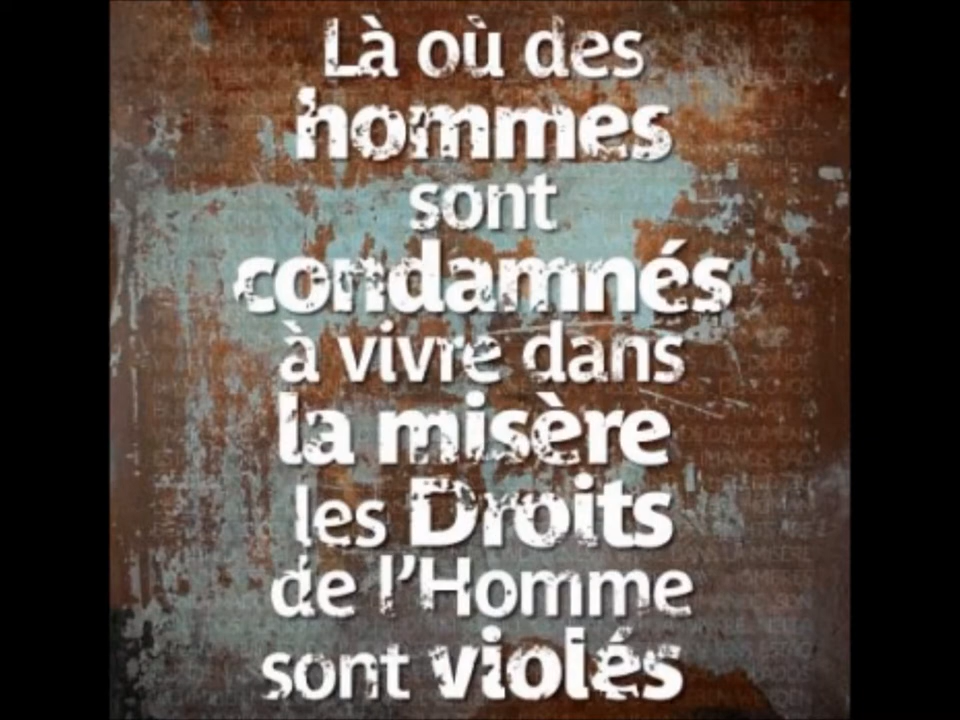 Là où des
hommes
sont
condamnés
à vivre dans
la misère
les Droits
de l'Homme
sont violés